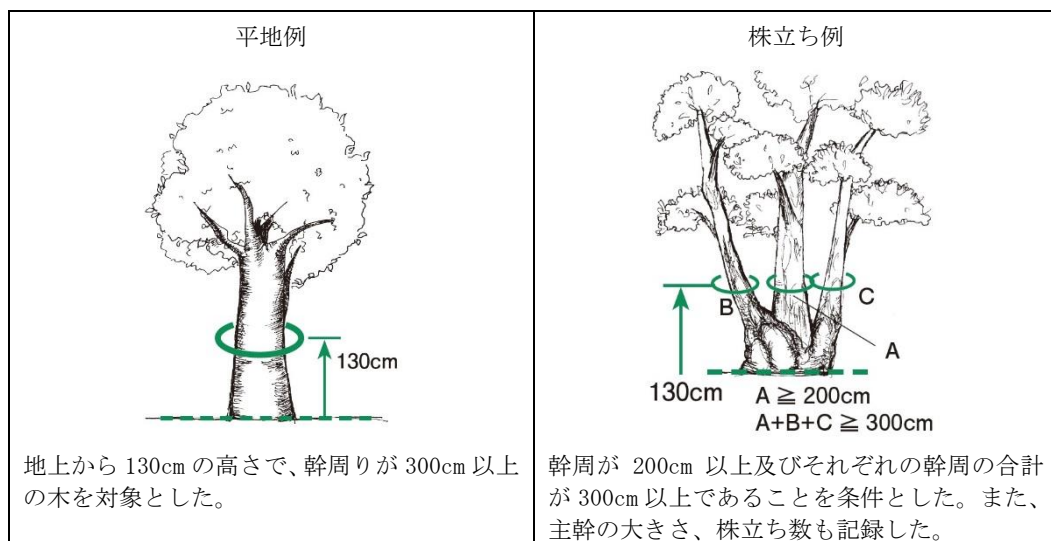 平地例
130cm
地上から 130cm の高さで、幹周りが 300cm 以上
の木を対象とした。
株立ち例
B
C
A
130cm
A ≧ 200cm
A+B+C ≧ 300cm
幹周が 200cm 以上及びそれぞれの幹周の合計
が 300cm 以上であることを条件とした。また、
主幹の大きさ、株立ち数も記録した。